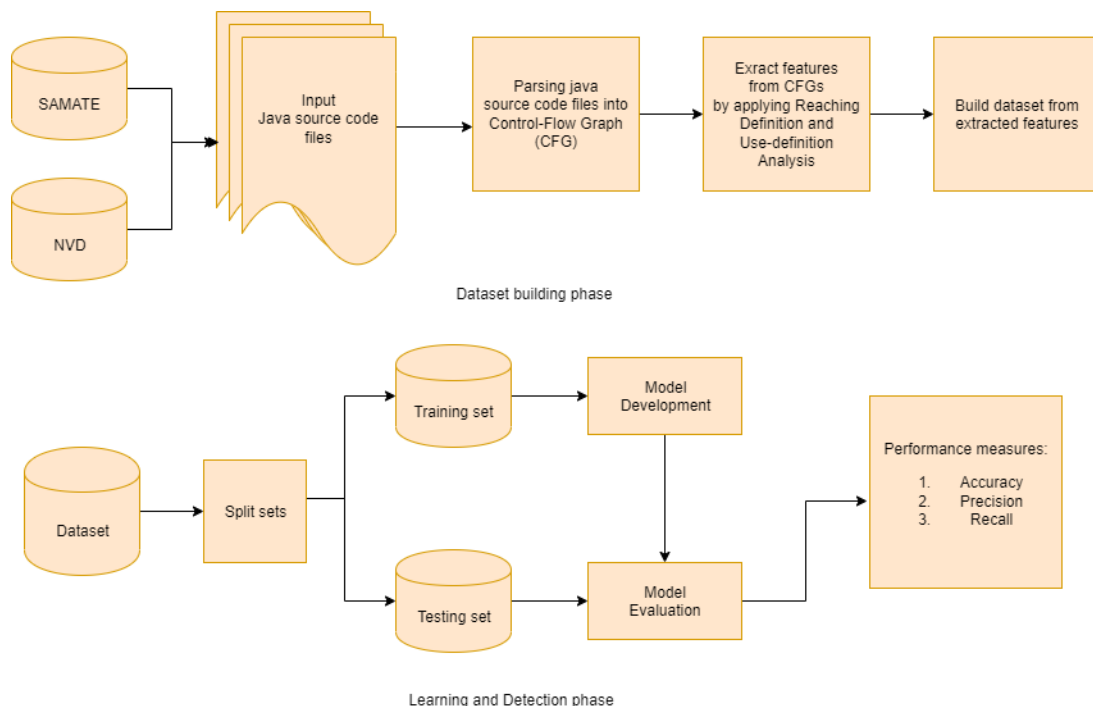 SAMATE
NVD
Input
Java source code
files
Parsing java
source code files into
Control-Flow Graph
(CFG)
Exract features
from CFGs
by applying Reaching
Definition and
Use-definition
Analysis
Build dataset from
extracted features
Dataset building phase
Dataset
Split sets
Training set
Testing set
Model
Development
Model
Evaluation
Performance measures:
1. Accuracy
2. Precision
3. Recall
Learning and Detection phase